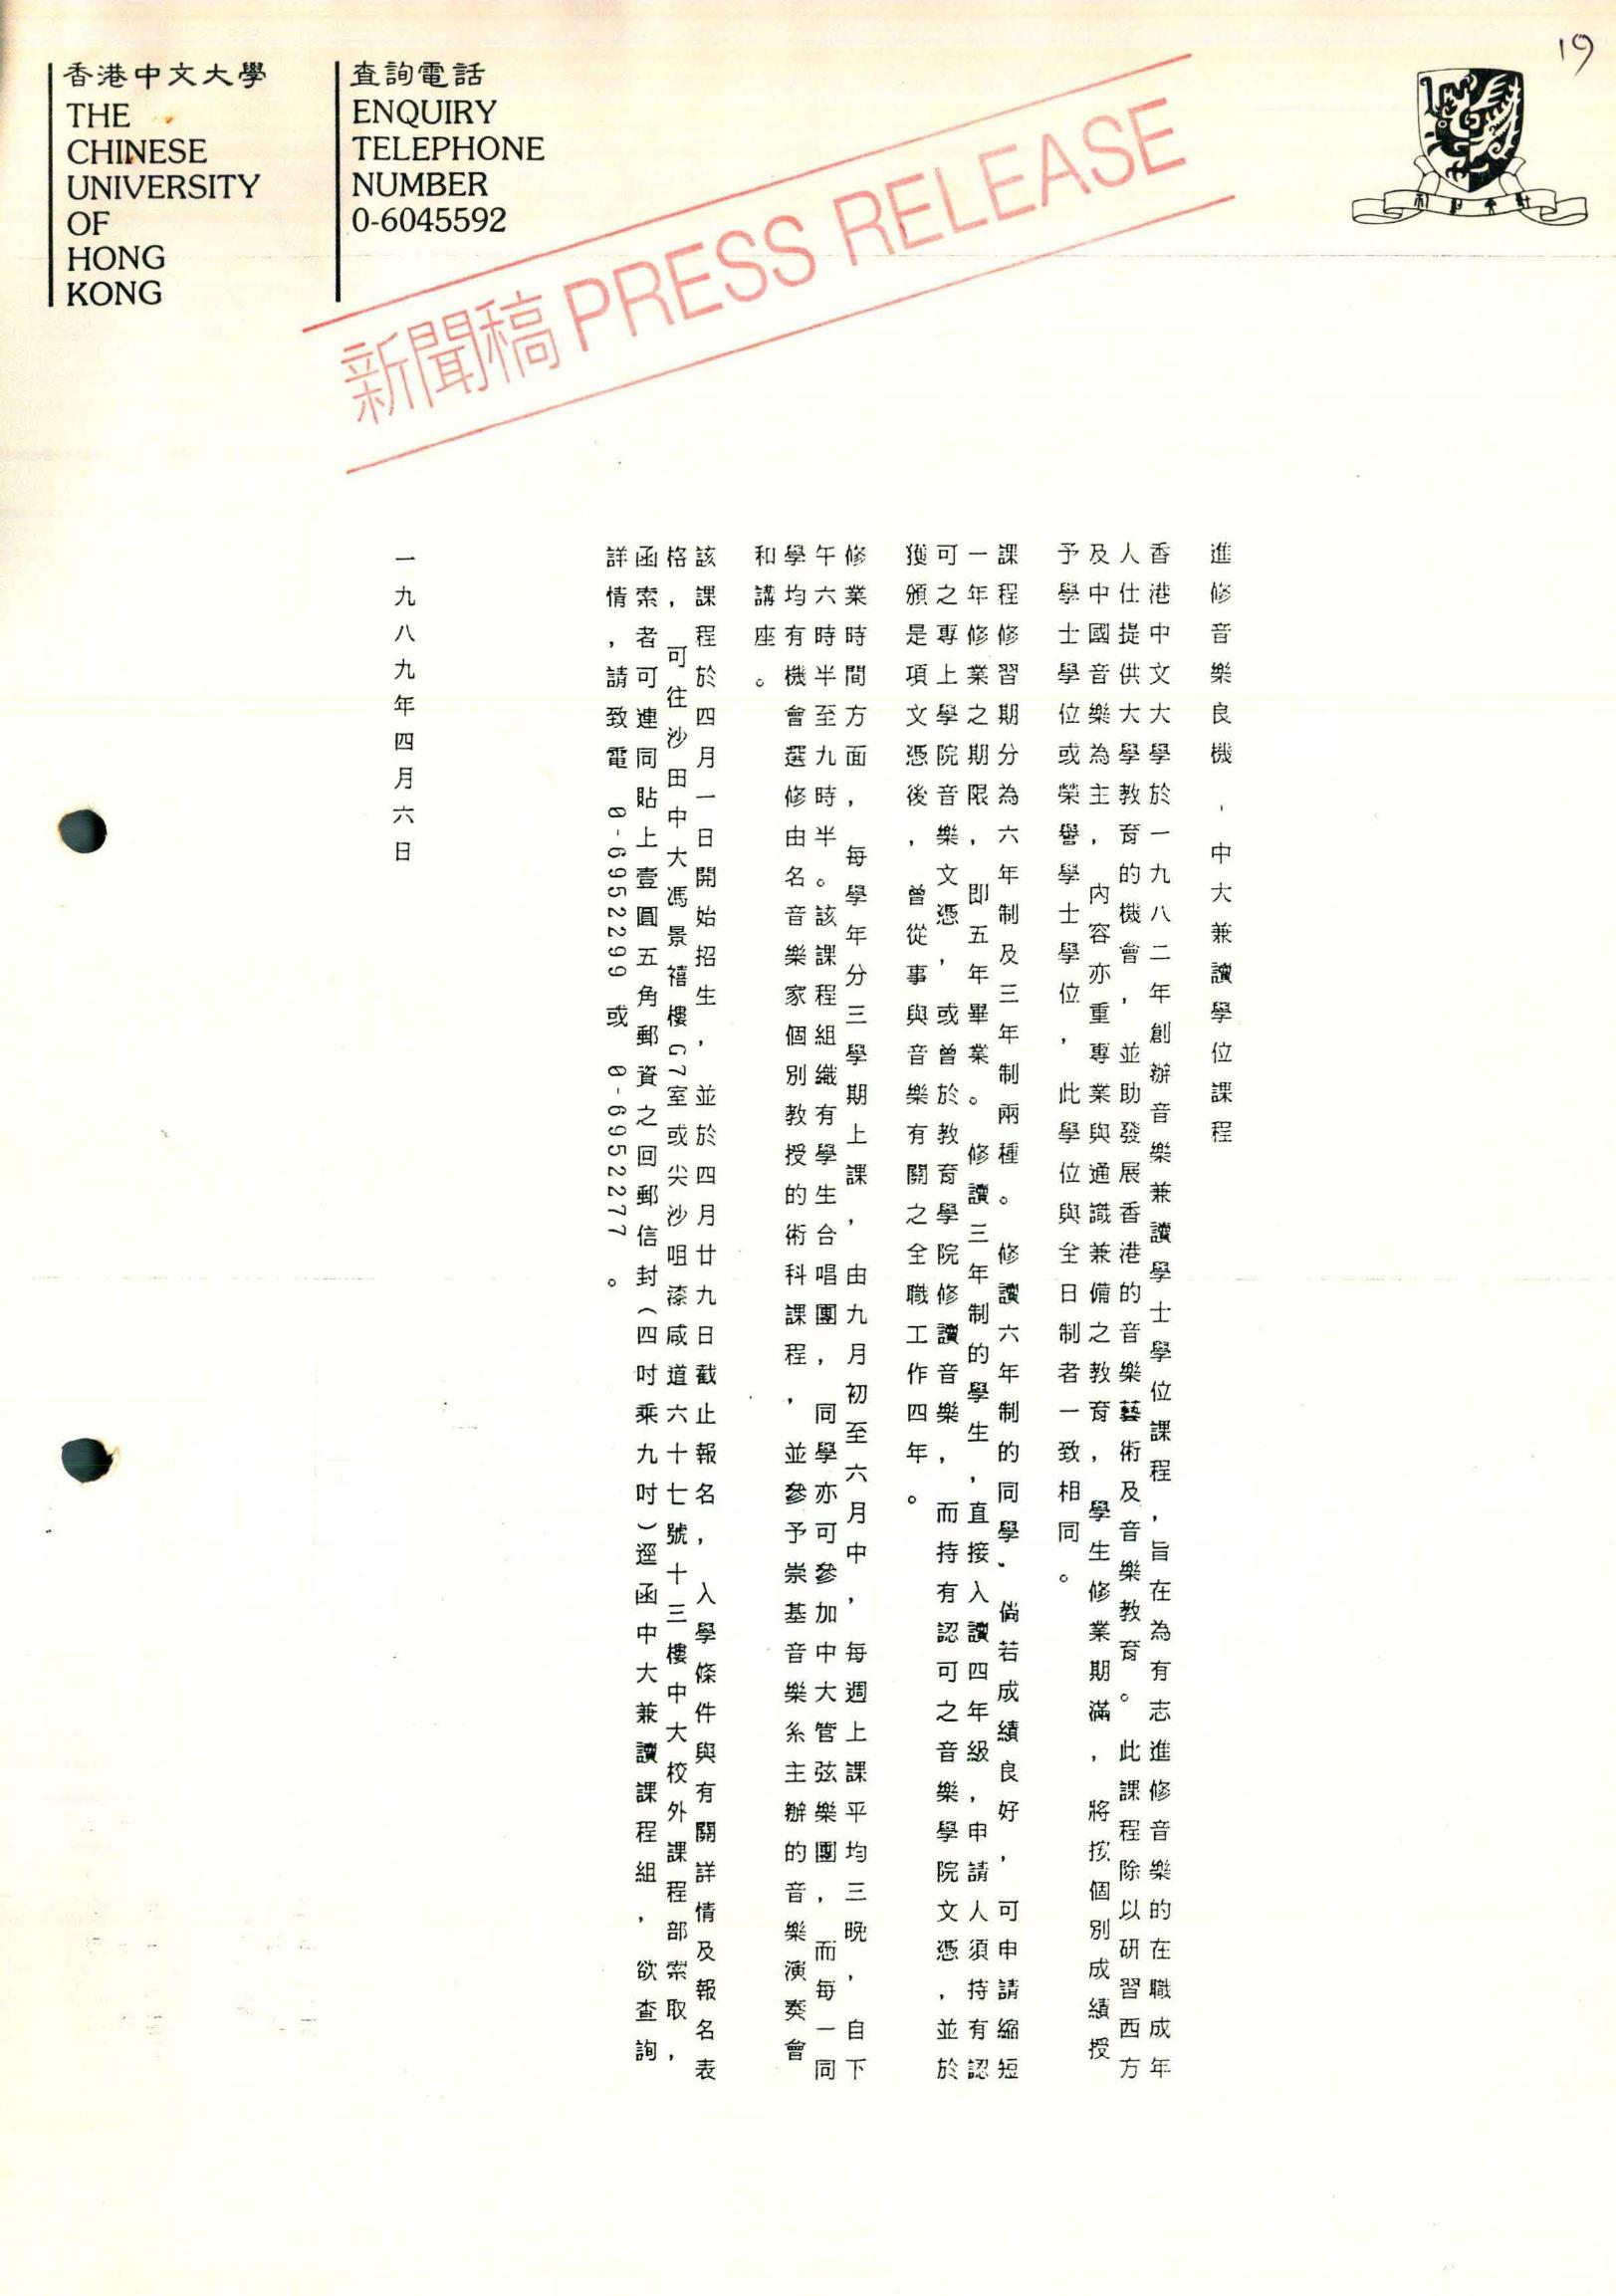 19
香港中文大學
THE
CHINESE
UNIVERSITY
OF
HONG
KONG
查詢電話
ENQUIRY
TELEPHONE
NUMBER
0-6045592
新聞稿 PRESS RELEASE
進修音樂良機 - 中大兼讀學位課程
香港中文大學於一九八二年創辦音樂兼讀學士學位課程,旨在為有志進修音樂的在職成年
人仕提供大學教育的機會,並助發展香港的音樂藝術及音樂教育。此課程除以研習西方
及中國音樂為主,內容亦重專業與通識兼備之教育,學生修業期滿,將按個別成績授
予學士學位或榮譽學士學位,此學位與全日制者一致相同。
課程修習期分為六年制及三年制兩種。修讀六年制的同學、倘若成績良好,可申請縮短
一年修業之期限,即五年畢業。修讀三年制的學生,直接入讀四年級,申請人須持有認
可之專上學院音樂文憑,或曾於教育學院修讀音樂,而持有認可之音樂學院文憑,並於
獲頒是項文憑後,曾從事與音樂有關之全職工作四年。
修業時間方面,每學年分三學期上課,由九月初至六月中,每週上課平均三晚,自下
午六時半至九時半。該課程組織有學生合唱團,同學亦可參加中大管弦樂團,而每一同
學均有機會選修由名音樂家個別教授的術科課程,並參予崇基音樂系主辦的音樂演奏會
和講座。
該課程於四月一日開始招生,並於四月廿九日截止報名,入學條件與有關詳情及報名表
格,可往沙田中大馮景禧樓G7室或尖沙咀漆咸道六十七號十三樓中大校外課程部索取,
函索者可連同貼上壹圓五角郵資之回郵信封(四吋乘九吋)逕函中大兼讀課程組,欲查詢
詳情,請致電 0-6952299 或 0-6952277 。
一九八九年四月六日